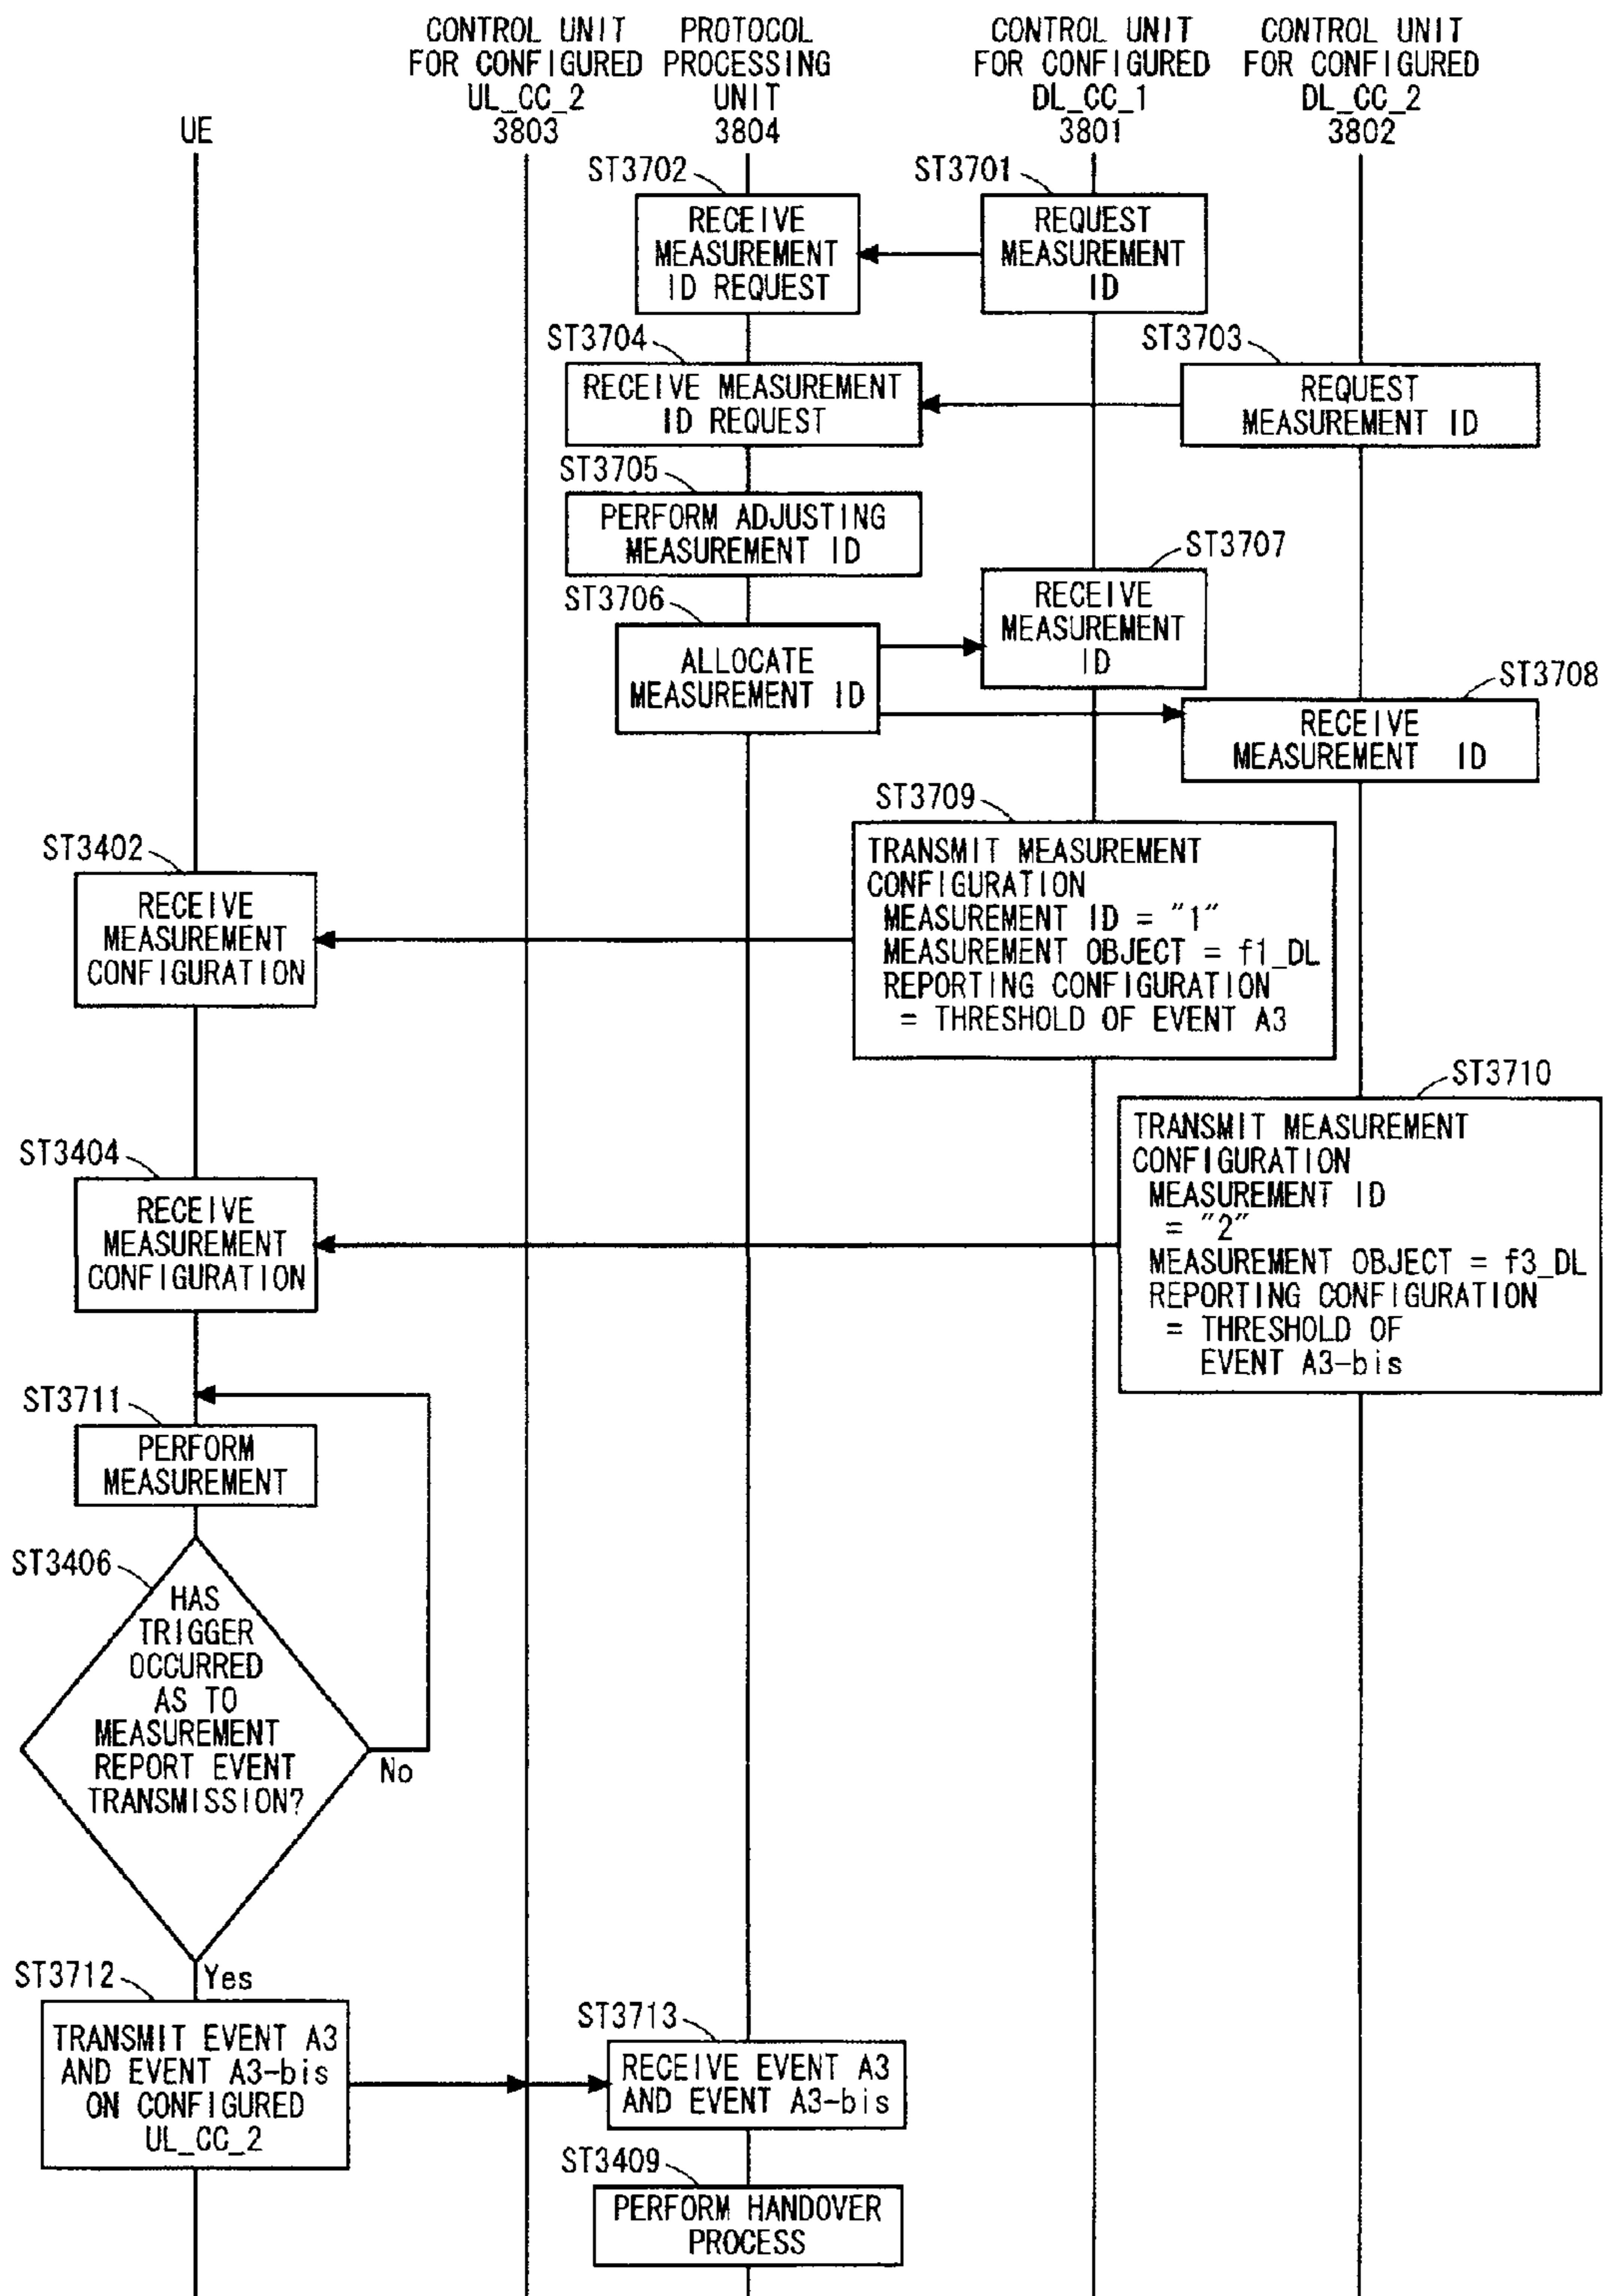 UE
CONTROL UNIT
FOR CONFIGURED
UL_CC_2
3803
PROTOCOL
PROCESSING
UNIT
3804
CONTROL UNIT
FOR CONFIGURED
DL_CC_1
3801
CONTROL UNIT
FOR CONFIGURED
DL_CC_2
3802
ST3702
RECEIVE
MEASUREMENT
ID REQUEST
ST3701
REQUEST
MEASUREMENT
ID
ST3704
RECEIVE MEASUREMENT
ID REQUEST
ST3703
REQUEST
MEASUREMENT ID
ST3705
PERFORM ADJUSTING
MEASUREMENT ID
ST3706
ALLOCATE
MEASUREMENT ID
ST3707
RECEIVE
MEASUREMENT
ID
ST3708
RECEIVE
MEASUREMENT ID
ST3709
TRANSMIT MEASUREMENT
CONFIGURATION
MEASUREMENT ID = "1"
MEASUREMENT OBJECT = f1_DL
REPORTING CONFIGURATION
= THRESHOLD OF EVENT A3
ST3402
RECEIVE
MEASUREMENT
CONFIGURATION
ST3710
TRANSMIT MEASUREMENT
CONFIGURATION
MEASUREMENT ID
= "2"
MEASUREMENT OBJECT = f3_DL
REPORTING CONFIGURATION
= THRESHOLD OF
EVENT A3-bis
ST3404
RECEIVE
MEASUREMENT
CONFIGURATION
ST3711
PERFORM
MEASUREMENT
ST3406
HAS
TRIGGER
OCCURRED
AS TO
MEASUREMENT
REPORT EVENT
TRANSMISSION?
No
Yes
ST3712
TRANSMIT EVENT A3
AND EVENT A3-bis
ON CONFIGURED
UL_CC_2
ST3713
RECEIVE EVENT A3
AND EVENT A3-bis
ST3409
PERFORM HANDOVER
PROCESS